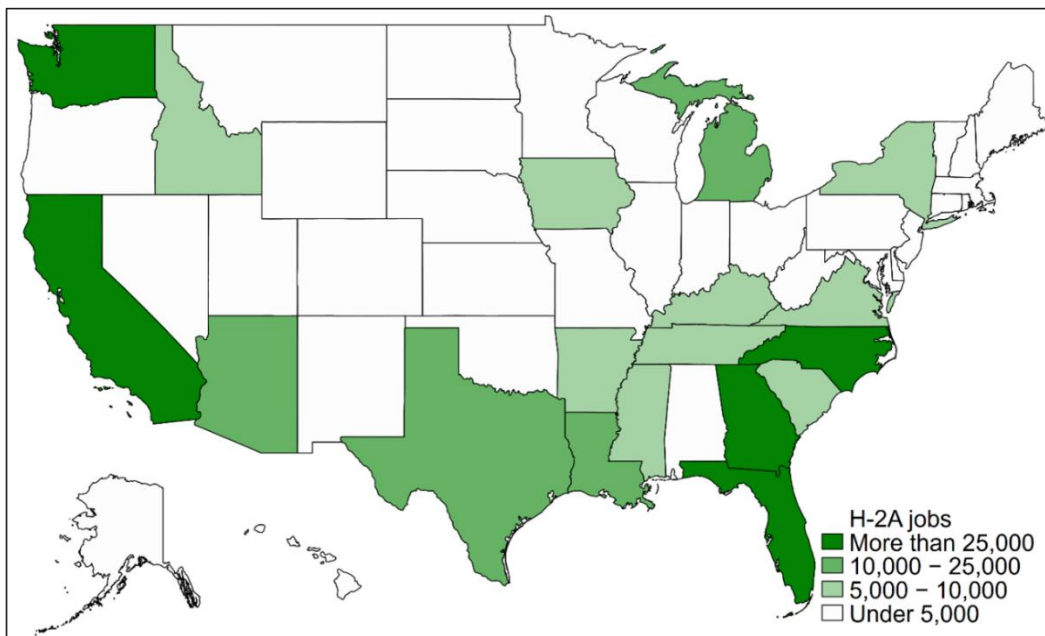 H-2A jobs
More than 25,000
10,000 − 25,000
5,000 − 10,000
Under 5,000